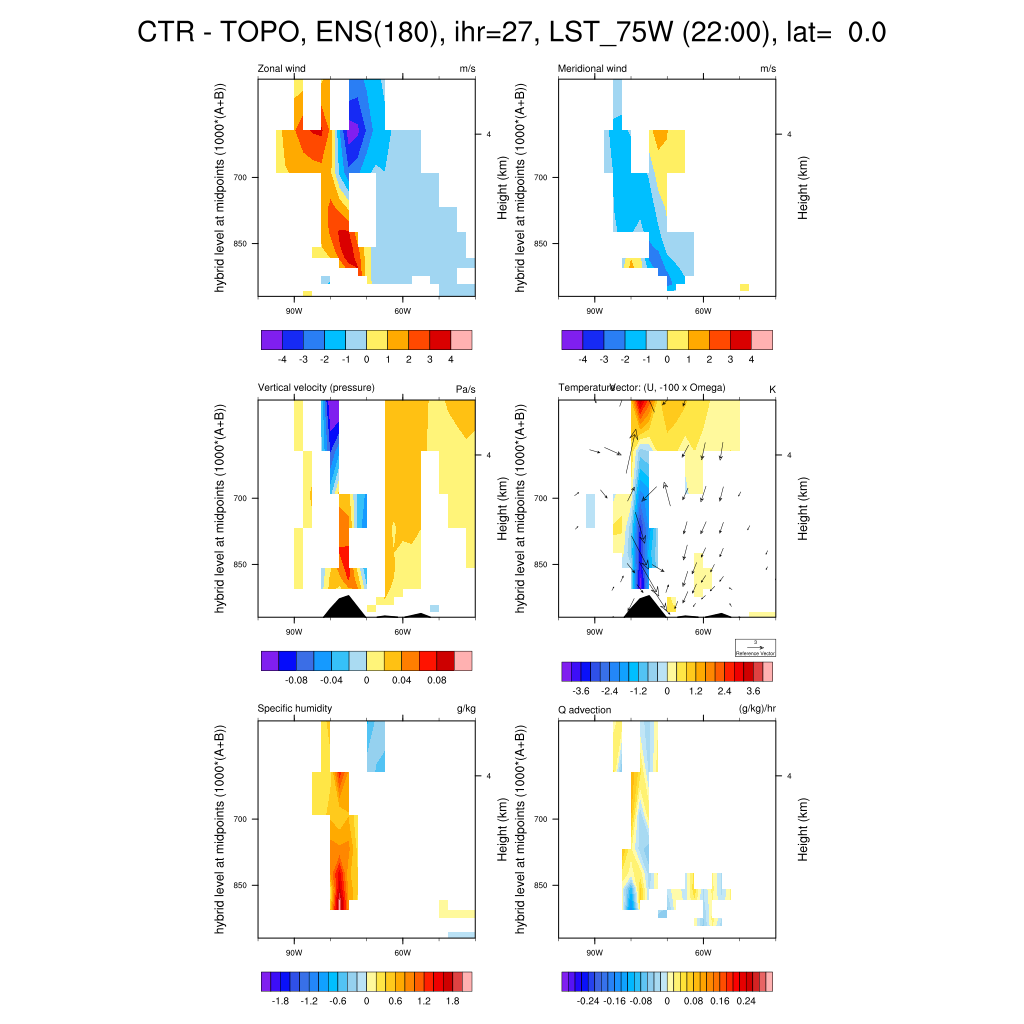 CTR - TOPO, ENS(180), ihr=27, LST_75W (22:00), lat= 0.0
Zonal wind m/s
hybrid level at midpoints (1000*(A+B))
700
850
4
Height (km)
90W 60W
-4 -3 -2 -1 0 1 2 3 4
Meridional wind m/s
hybrid level at midpoints (1000*(A+B))
700
850
4
Height (km)
90W 60W
-4 -3 -2 -1 0 1 2 3 4
Vertical velocity (pressure) Pa/s
hybrid level at midpoints (1000*(A+B))
700
850
4
Height (km)
90W 60W
-0.08 -0.04 0 0.04 0.08
Temperature Vector: (U, -100 x Omega) K
hybrid level at midpoints (1000*(A+B))
700
850
4
Height (km)
90W 60W
3
Reference Vector
-3.6 -2.4 -1.2 0 1.2 2.4 3.6
Specific humidity g/kg
hybrid level at midpoints (1000*(A+B))
700
850
4
Height (km)
90W 60W
-1.8 -1.2 -0.6 0 0.6 1.2 1.8
Q advection (g/kg)/hr
hybrid level at midpoints (1000*(A+B))
700
850
4
Height (km)
90W 60W
-0.24 -0.16 -0.08 0 0.08 0.16 0.24